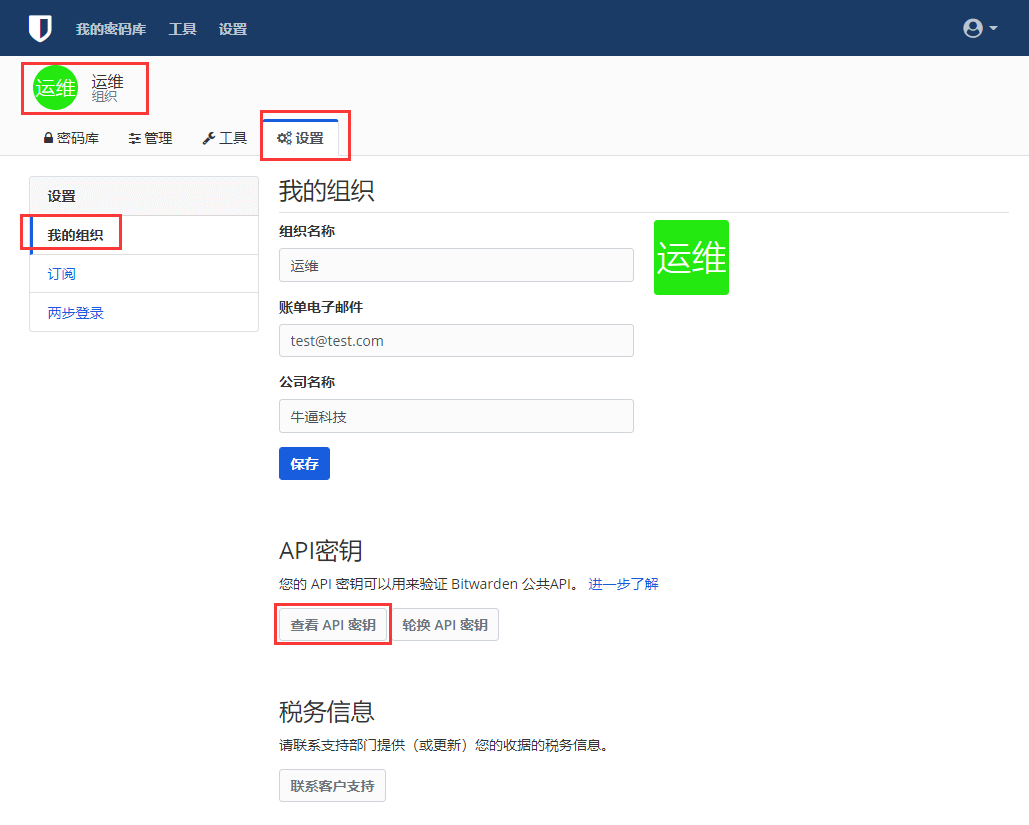 我的密码库 工具 设置
运维 运维
组织
密码库 管理 工具 设置
设置
我的组织
订阅
两步登录
我的组织
组织名称
运维
运维
账单电子邮件
test@test.com
公司名称
牛逼科技
保存
API密钥
您的 API 密钥可以用来验证 Bitwarden 公共API。 进一步了解
查看 API 密钥 轮换 API 密钥
税务信息
请联系支持部门提供（或更新）您的收据的税务信息。
联系客户支持